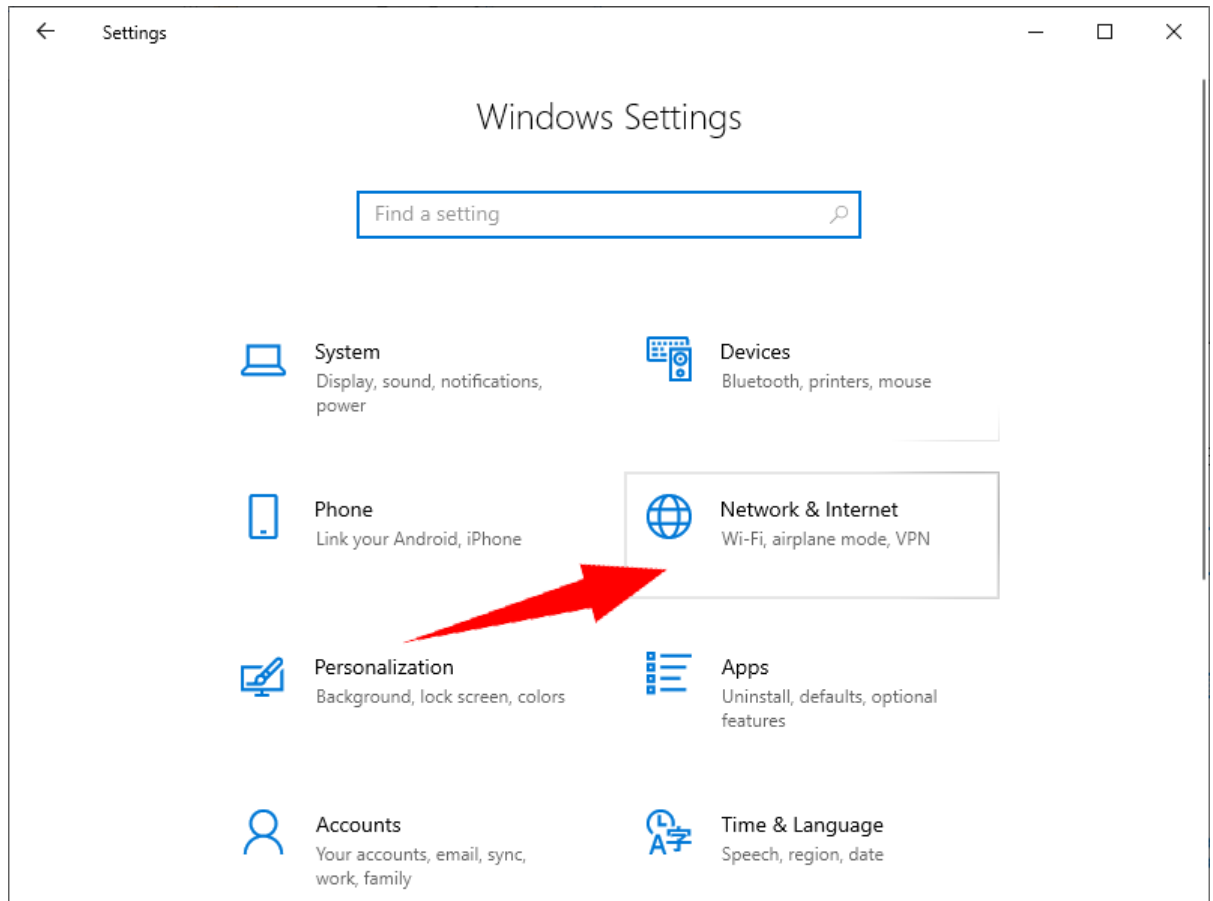 Settings
Windows Settings
Find a setting
System
Display, sound, notifications,
power
Devices
Bluetooth, printers, mouse
Phone
Link your Android, iPhone
Network & Internet
Wi-Fi, airplane mode, VPN
Personalization
Background, lock screen, colors
Apps
Uninstall, defaults, optional
features
Accounts
Your accounts, email, sync,
work, family
Time & Language
Speech, region, date